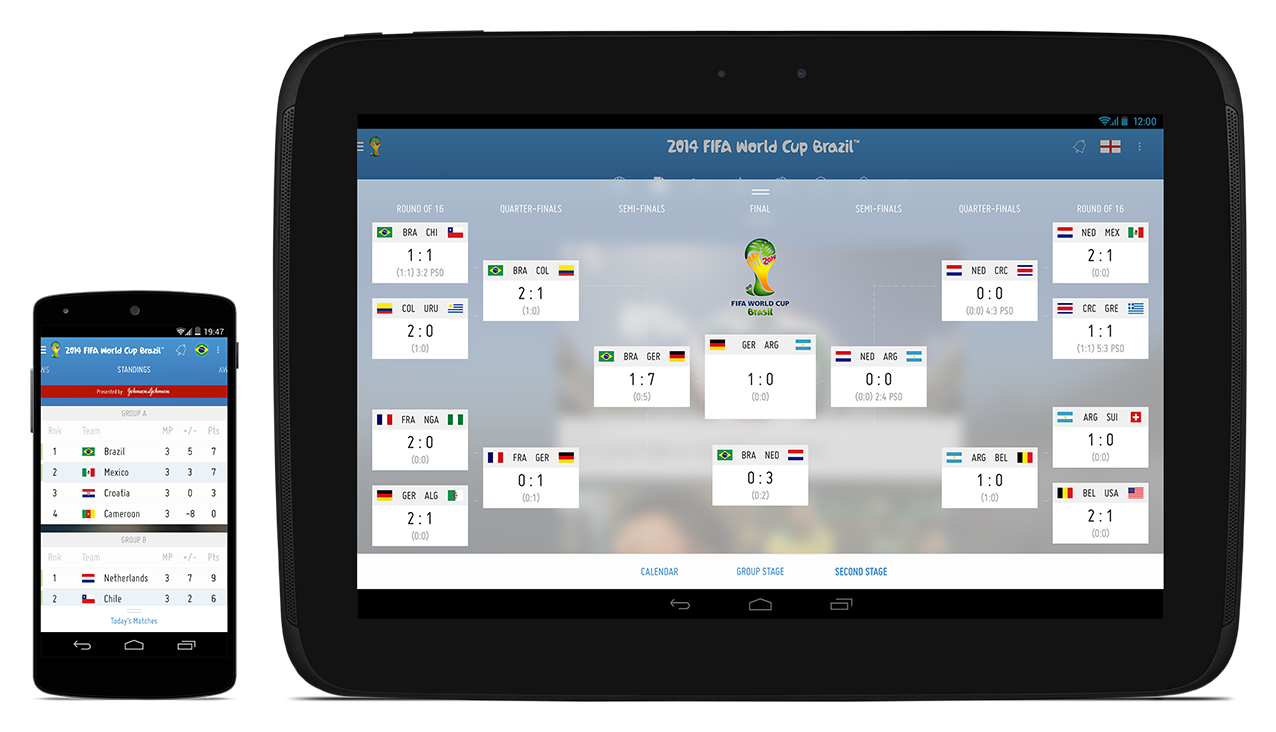 19:47
2014 FIFA World Cup Brazil™
WS STANDINGS AW
Presented by Johnson & Johnson
GROUP A
Rnk Team MP +/- Pts
1 Brazil 3 5 7
2 Mexico 3 3 7
3 Croatia 3 0 3
4 Cameroon 3 -8 0
GROUP B
Rnk Team MP +/- Pts
1 Netherlands 3 7 9
2 Chile 3 2 6
Today's Matches
12:00
2014 FIFA World Cup Brazil™
ROUND OF 16 QUARTER-FINALS SEMI-FINALS FINAL SEMI-FINALS QUARTER-FINALS ROUND OF 16
BRA CHI
1 : 1
(1:1) 3:2 PSO
COL URU
2 : 0
(1:0)
FRA NGA
2 : 0
(0:0)
GER ALG
2 : 1
(0:0)
BRA COL
2 : 1
(1:0)
FRA GER
0 : 1
(0:1)
BRA GER
1 : 7
(0:5)
2014
FIFA WORLD CUP
Brasil
GER ARG
1 : 0
(0:0)
BRA NED
0 : 3
(0:2)
NED ARG
0 : 0
(0:0) 2:4 PSO
NED CRC
0 : 0
(0:0) 4:3 PSO
ARG BEL
1 : 0
(1:0)
NED MEX
2 : 1
(0:0)
CRC GRE
1 : 1
(1:1) 5:3 PSO
ARG SUI
1 : 0
(0:0)
BEL USA
2 : 1
(0:0)
CALENDAR GROUP STAGE SECOND STAGE